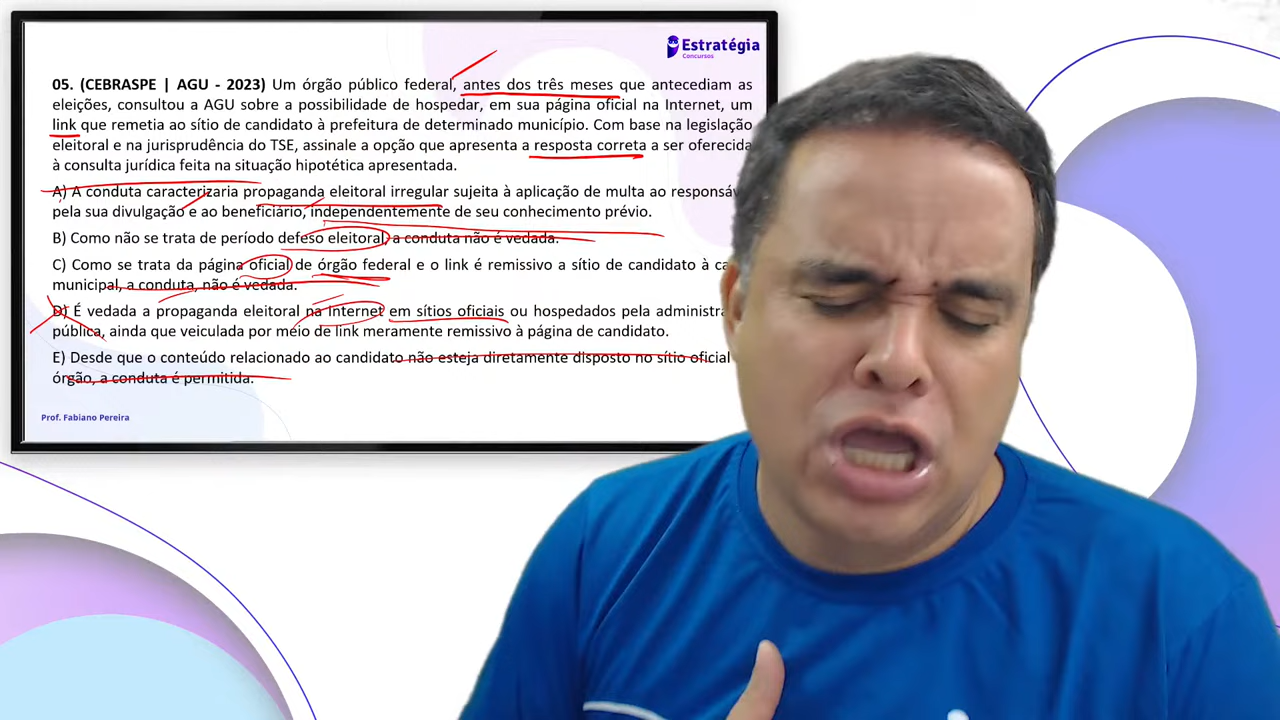 Estratégia
Concursos
05. (CEBRASPE | AGU - 2023) Um órgão público federal, antes dos três meses que antecediam as
eleições, consultou a AGU sobre a possibilidade de hospedar, em sua página oficial na Internet, um
link que remetia ao sítio de candidato à prefeitura de determinado município. Com base na legislação
eleitoral e na jurisprudência do TSE, assinale a opção que apresenta a resposta correta a ser oferecida
à consulta jurídica feita na situação hipotética apresentada.
A) A conduta caracterizaria propaganda eleitoral irregular sujeita à aplicação de multa ao
pela sua divulgação e ao beneficiário, independentemente de seu conhecimento prévio.
B) Como não se trata de período defeso eleitoral, a conduta não é vedada.
C) Como se trata da página oficial de órgão federal e o link é remissivo a sítio de candidato à
municipal, a conduta, não é vedada.
D) É vedada a propaganda eleitoral na Internet em sítios oficiais ou hospedados pela
pública, ainda que veiculada por meio de link meramente remissivo à página de candidato.
E) Desde que o conteúdo relacionado ao candidato não esteja diretamente disposto no sítio oficial
órgão, a conduta é permitida.
Prof. Fabiano Pereira